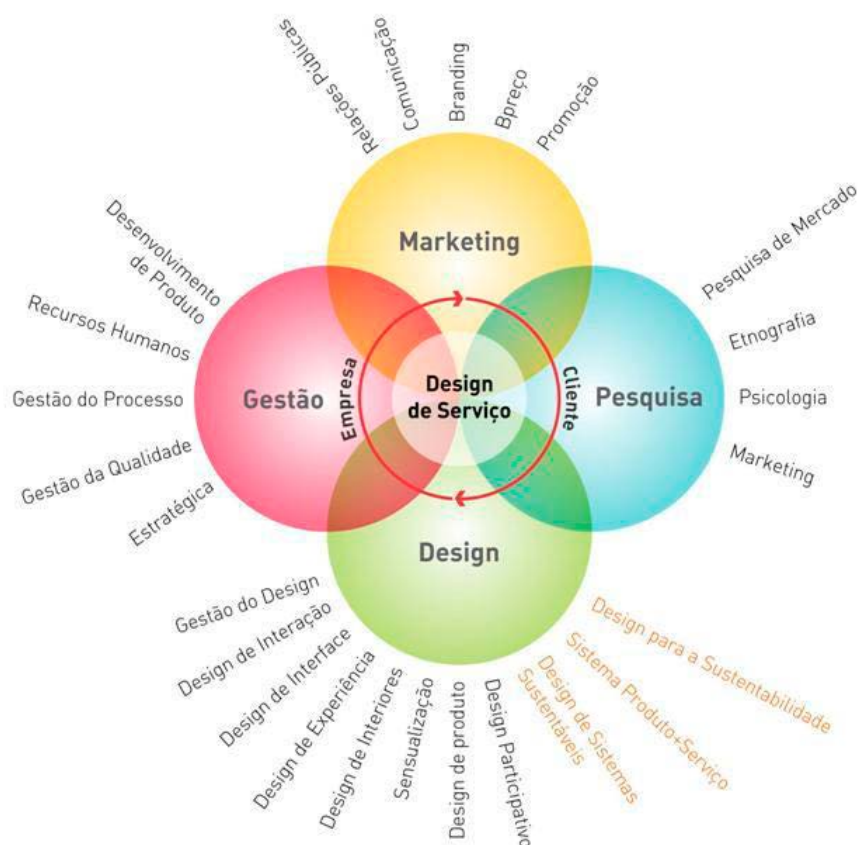 Relações Públicas
Comunicação
Branding
Bpreço
Promoção
Marketing
Desenvolvimento
de Produto
Recursos Humanos
Gestão do Processo
Gestão da Qualidade
Estratégica
Gestão
Empresa
Design
de Serviço
Cliente
Pesquisa
Pesquisa de Mercado
Etnografia
Psicologia
Marketing
Design
Gestão do Design
Design de Interação
Design de Interface
Design de Experiência
Design de Interiores
Sensualização
Design de produto
Design Participativo
Design de Sistemas
Sustentáveis
Sistema Produto+Serviço
Design para a Sustentabilidade